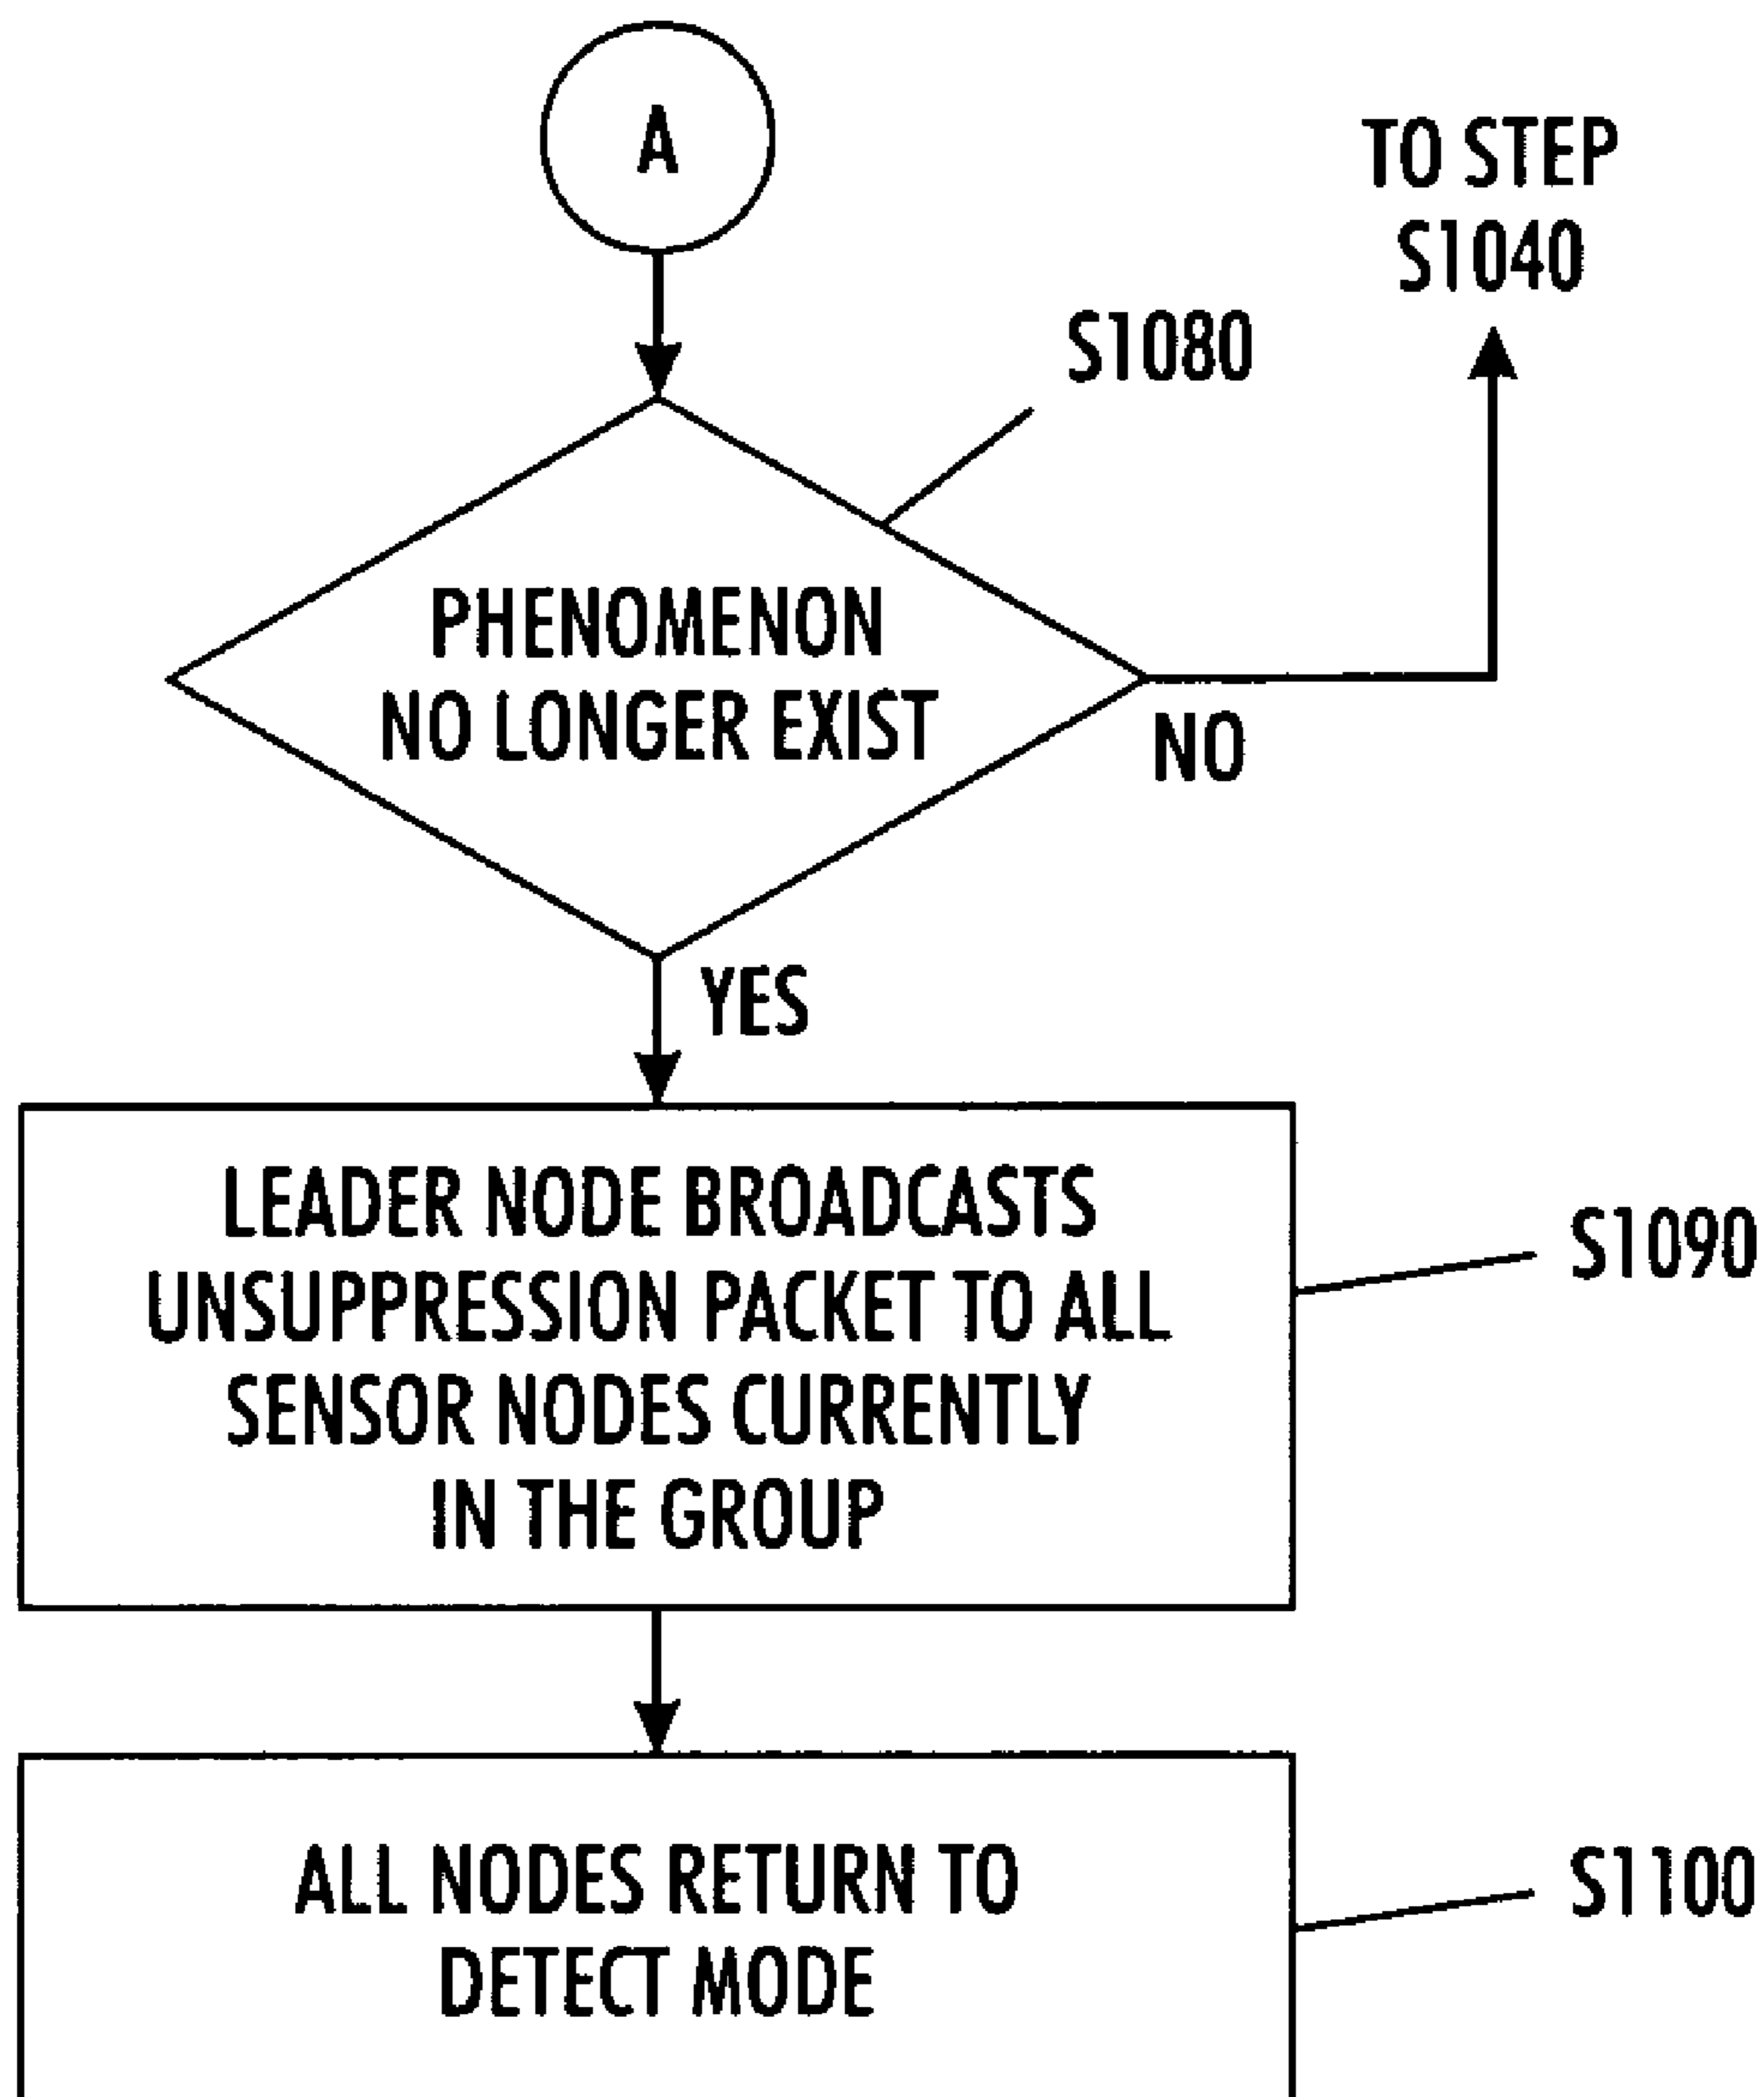 A
TO STEP
S1040
S1080
PHENOMENON
NO LONGER EXIST
NO
YES
LEADER NODE BROADCASTS
UNSUPPRESSION PACKET TO ALL
SENSOR NODES CURRENTLY
IN THE GROUP
S1090
ALL NODES RETURN TO
DETECT MODE
S1100